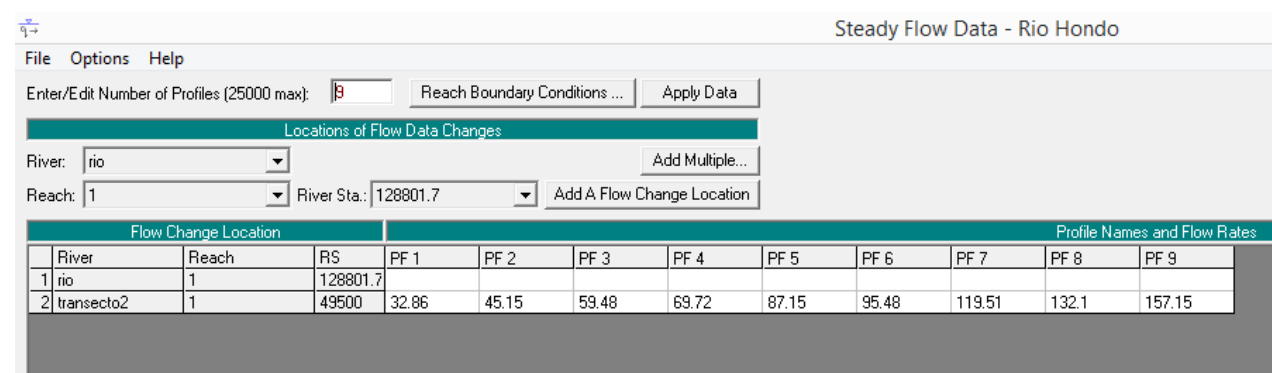 Steady Flow Data - Rio Hondo
File Options Help
Enter/Edit Number of Profiles (25000 max): 9 Reach Boundary Conditions ... Apply Data
Locations of Flow Data Changes
River: rio Add Multiple...
Reach: 1 River Sta.: 128801.7 Add A Flow Change Location
Flow Change Location Profile Names and Flow Rates
River Reach RS PF 1 PF 2 PF 3 PF 4 PF 5 PF 6 PF 7 PF 8 PF 9
1 rio 1 128801.7
2 transecto2 1 49500 32.86 45.15 59.48 69.72 87.15 95.48 119.51 132.1 157.15